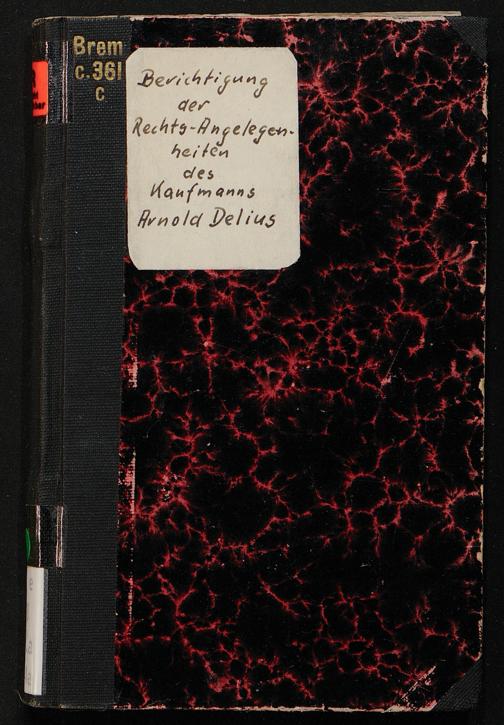 Brem
c.361
c
Berichtigung
der
Rechts-Angelegen-
heiten
des
Kaufmanns
Arnold Delius